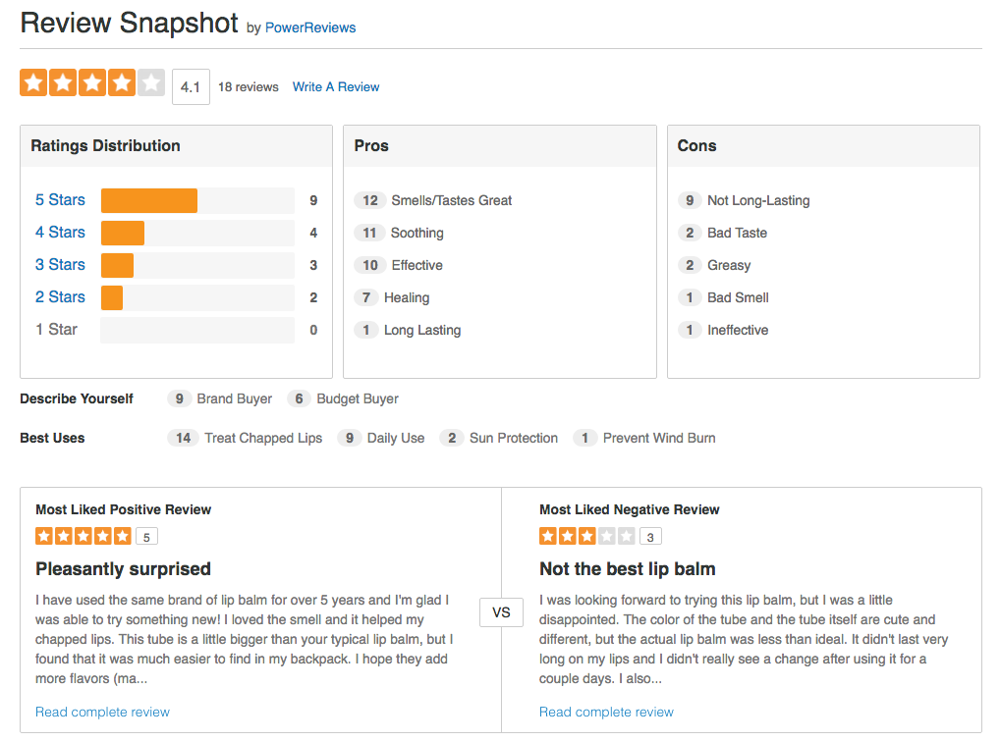 Review Snapshot by PowerReviews
4.1 18 reviews Write A Review
Ratings Distribution
5 Stars 9
4 Stars 4
3 Stars 3
2 Stars 2
1 Star 0
Pros
12 Smells/Tastes Great
11 Soothing
10 Effective
7 Healing
1 Long Lasting
Cons
9 Not Long-Lasting
2 Bad Taste
2 Greasy
1 Bad Smell
1 Ineffective
Describe Yourself 9 Brand Buyer 6 Budget Buyer
Best Uses 14 Treat Chapped Lips 9 Daily Use 2 Sun Protection 1 Prevent Wind Burn
Most Liked Positive Review
5
Pleasantly surprised
I have used the same brand of lip balm for over 5 years and I'm glad I
was able to try something new! I loved the smell and it helped my
chapped lips. This tube is a little bigger than your typical lip balm, but I
found that it was much easier to find in my backpack. I hope they add
more flavors (ma...
Read complete review
VS
Most Liked Negative Review
3
Not the best lip balm
I was looking forward to trying this lip balm, but I was a little
disappointed. The color of the tube and the tube itself are cute and
different, but the actual lip balm was less than ideal. It didn't last very
long on my lips and I didn't really see a change after using it for a
couple days. I also...
Read complete review